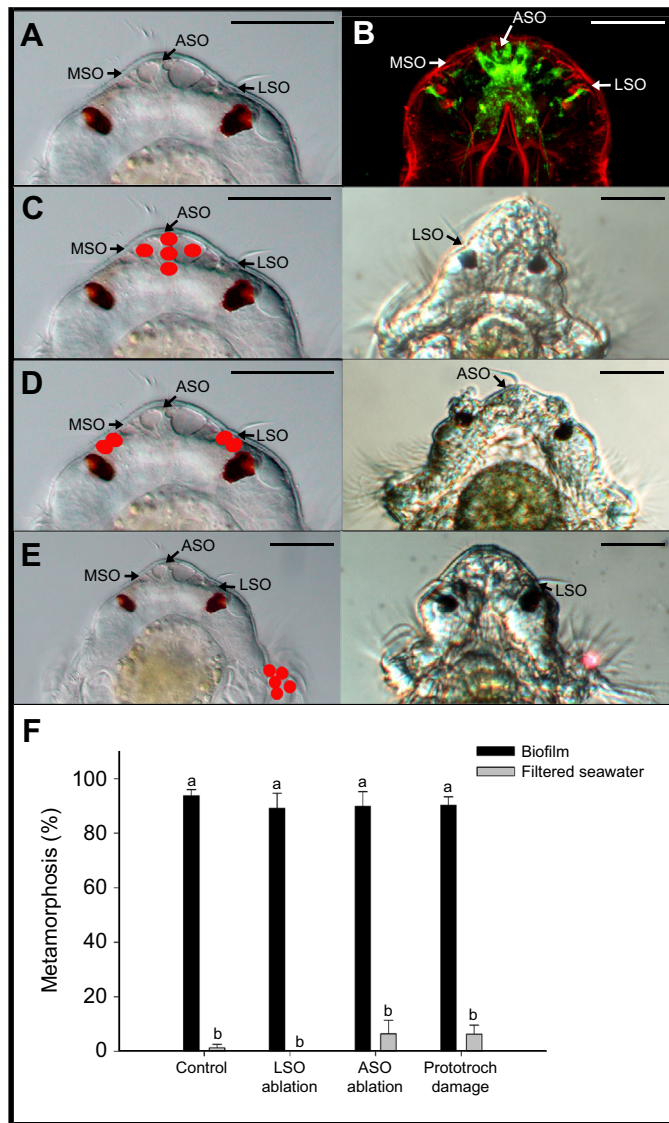 A
ASO
MSO
LSO
B
ASO
MSO
LSO
C
ASO
MSO
LSO
LSO
D
ASO
MSO
LSO
ASO
E
ASO
MSO
LSO
LSO
F
Biofilm
Filtered seawater
Metamorphosis (%)
100
80
60
40
20
0
a
b
a
b
a
b
a
b
Control
LSO
ablation
ASO
ablation
Prototroch
damage